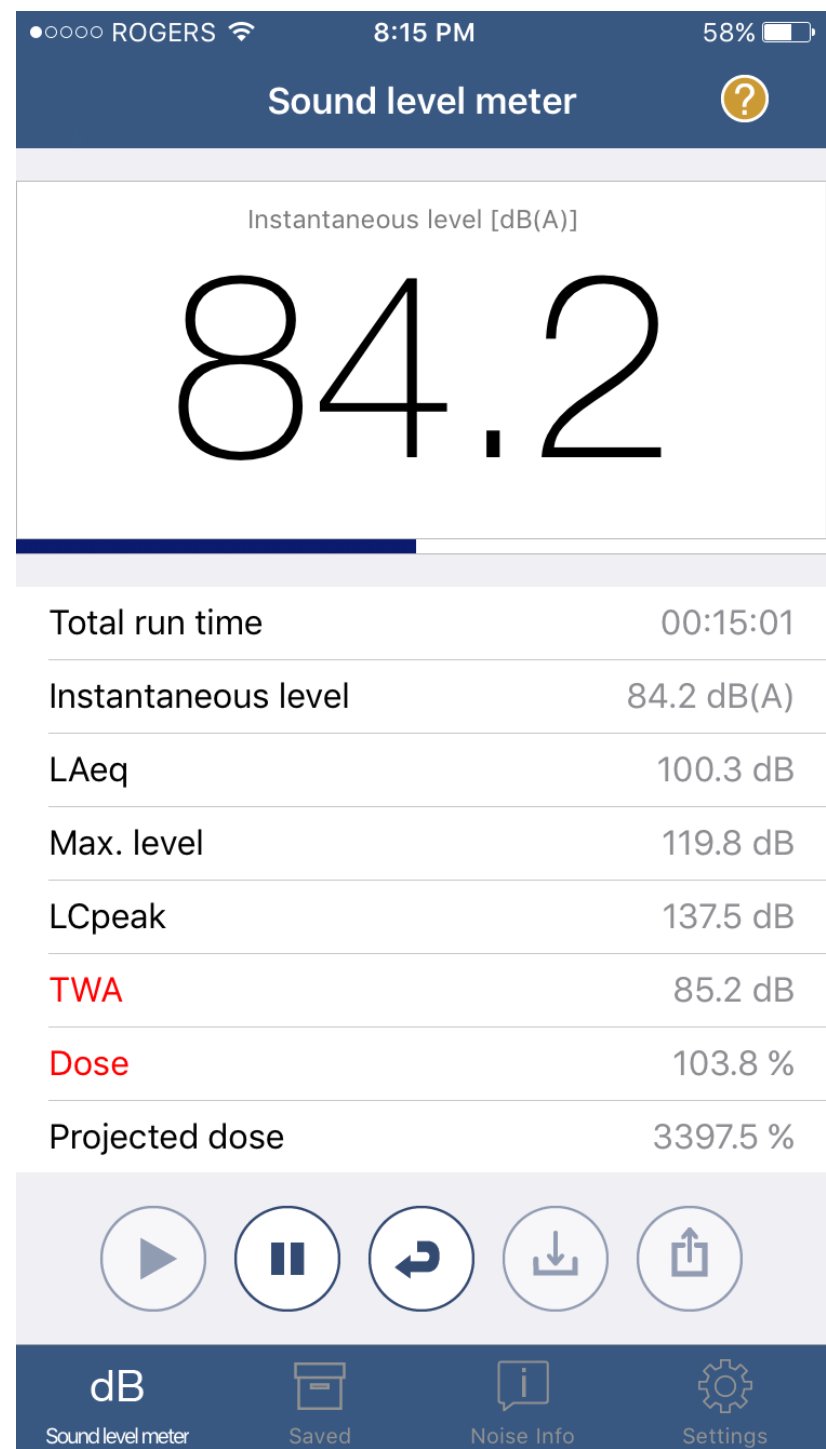 ROGERS 8:15 PM 58%
Sound level meter ?
Instantaneous level [dB(A)]
84.2
Total run time 00:15:01
Instantaneous level 84.2 dB(A)
LAeq 100.3 dB
Max. level 119.8 dB
LCpeak 137.5 dB
TWA 85.2 dB
Dose 103.8 %
Projected dose 3397.5 %
dB i
Sound level meter Saved Noise Info Settings